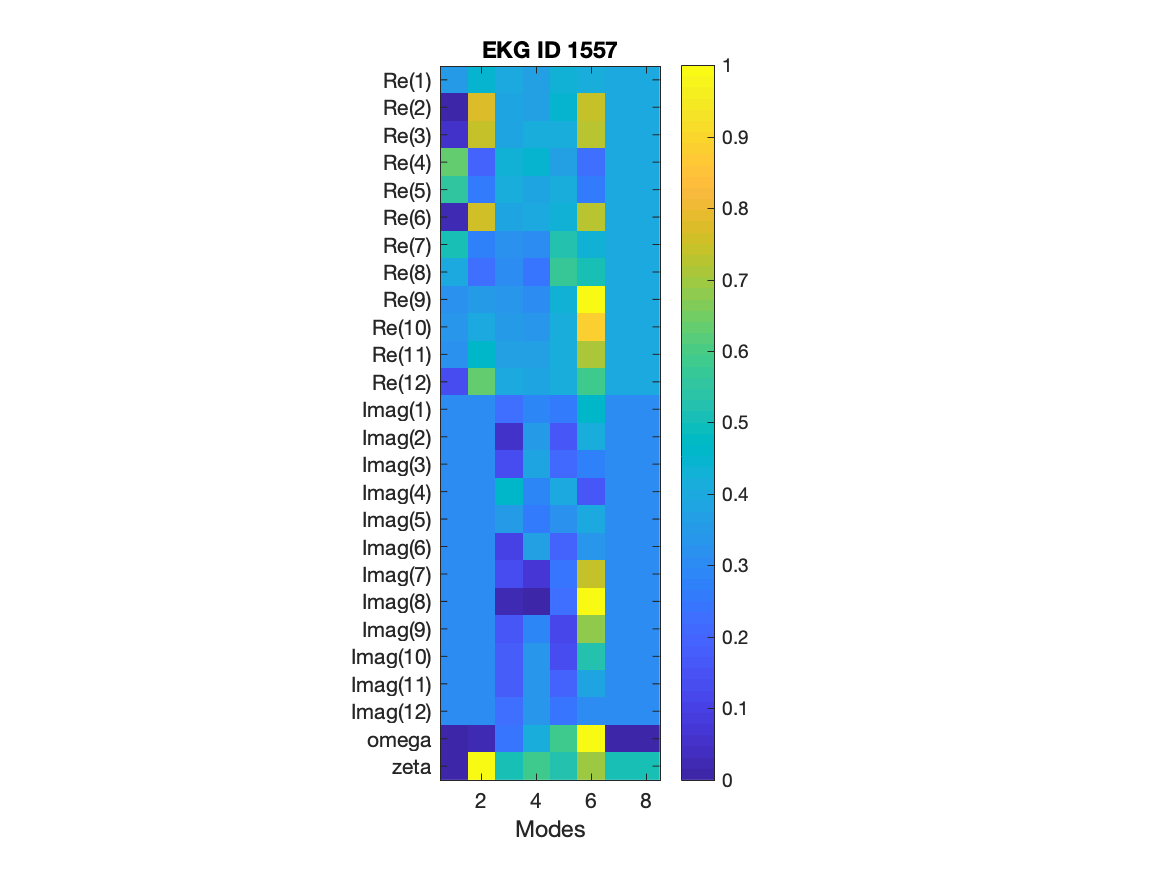 EKG ID 1557
Re(1)
Re(2)
Re(3)
Re(4)
Re(5)
Re(6)
Re(7)
Re(8)
Re(9)
Re(10)
Re(11)
Re(12)
Imag(1)
Imag(2)
Imag(3)
Imag(4)
Imag(5)
Imag(6)
Imag(7)
Imag(8)
Imag(9)
Imag(10)
Imag(11)
Imag(12)
omega
zeta
2 4 6 8
Modes
1
0.9
0.8
0.7
0.6
0.5
0.4
0.3
0.2
0.1
0